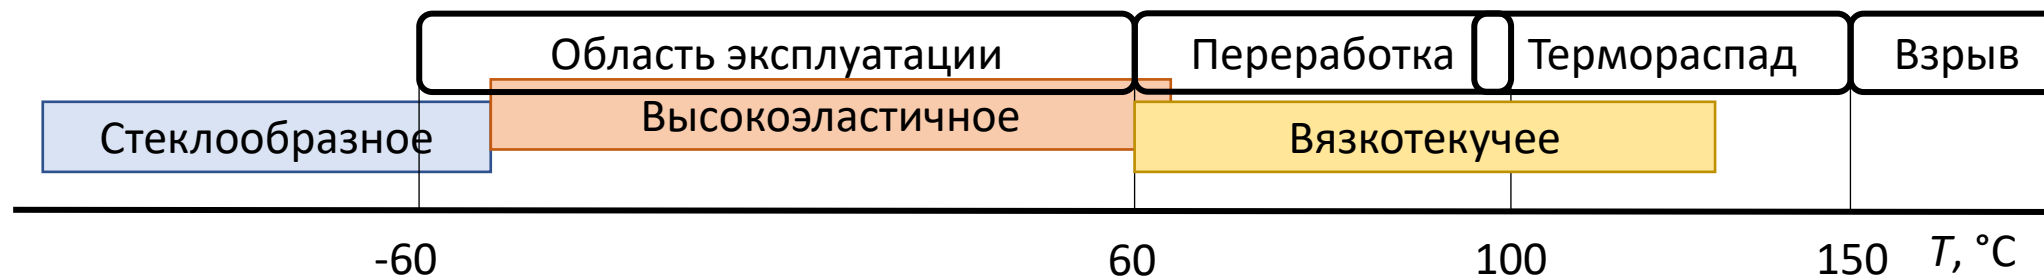 Область эксплуатации Переработка Термораспад Взрыв
Высокоэластичное
Стеклообразное Вязкотекучее
-60 60 100 150 T, °C